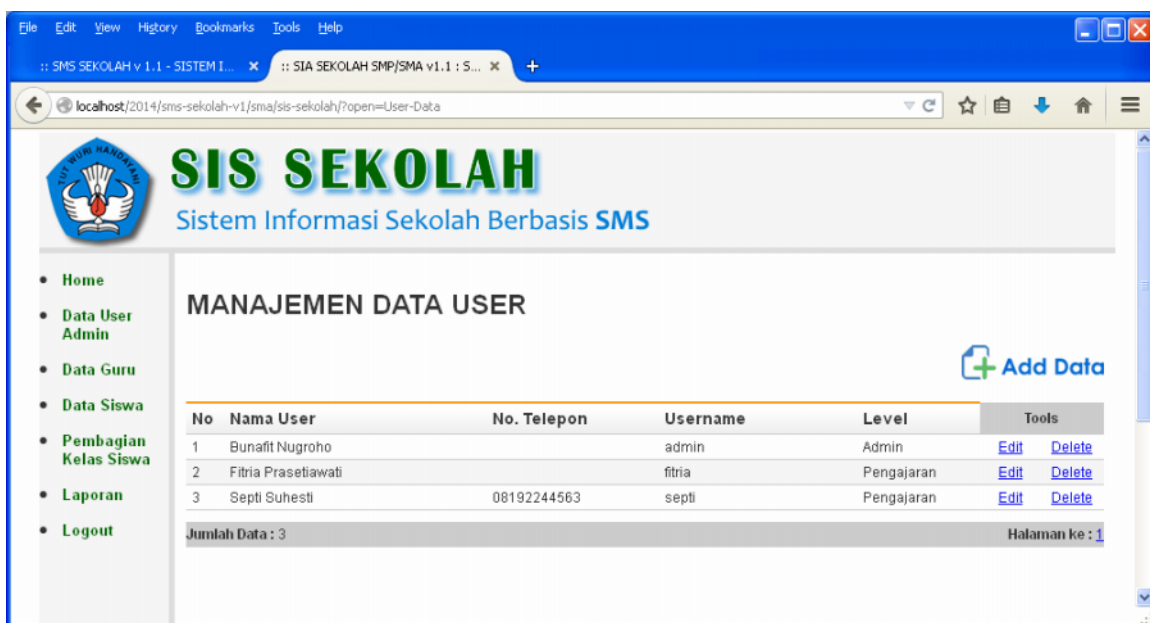 File Edit View History Bookmarks Tools Help
:: SMS SEKOLAH v 1.1 - SISTEM I... :: SIA SEKOLAH SMP/SMA v1.1 : S...
localhost/2014/sms-sekolah-v1/sma/sis-sekolah/?open=User-Data
TUT WURI HANDAYANI
SIS SEKOLAH
Sistem Informasi Sekolah Berbasis SMS
Home
Data User
Admin
Data Guru
Data Siswa
Pembagian
Kelas Siswa
Laporan
Logout
MANAJEMEN DATA USER
Add Data
No Nama User No. Telepon Username Level Tools
1 Bunafit Nugroho admin Admin Edit Delete
2 Fitria Prasetiawati fitria Pengajaran Edit Delete
3 Septi Suhesti 08192244563 septi Pengajaran Edit Delete
Jumlah Data : 3 Halaman ke : 1